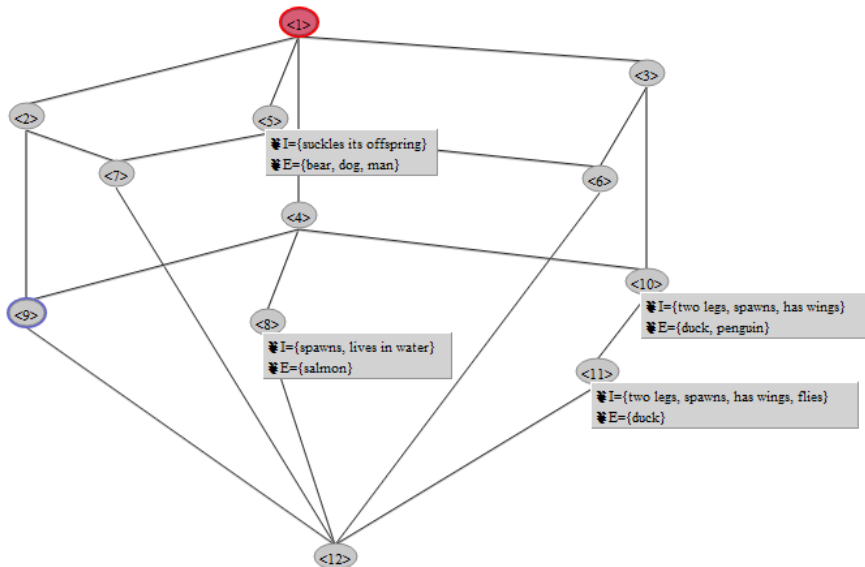 <1>
<3>
<2>
<5>
I={suckles its offspring}
E={bear, dog, man}
<7>
<6>
<4>
<10>
I={two legs, spawns, has wings}
E={duck, penguin}
<9>
<8>
I={spawns, lives in water}
E={salmon}
<11>
I={two legs, spawns, has wings, flies}
E={duck}
<12>